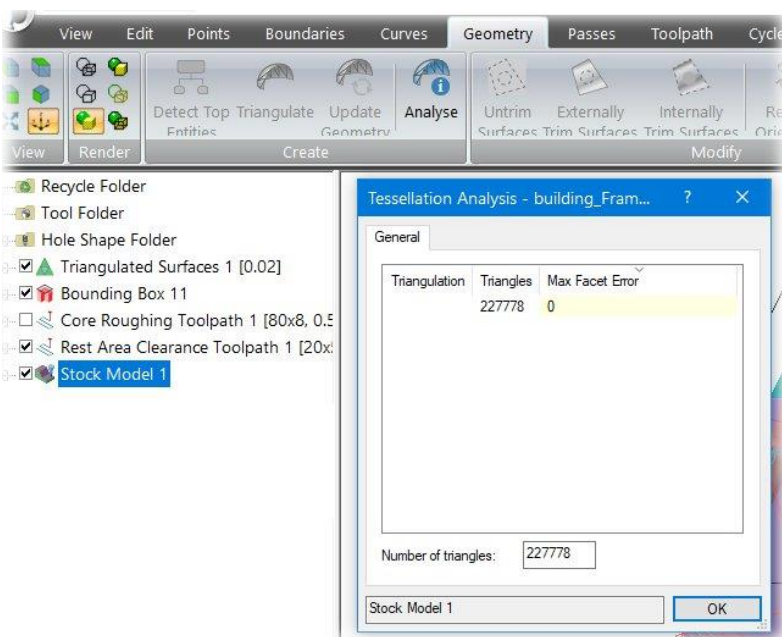 View Edit Points Boundaries Curves Geometry Passes Toolpath
Detect Top Entities
Triangulate
Update Geometry
Analyse
Untrim Surfaces
Externally Trim Surfaces
Internally Trim Surfaces
View Render Create Modify
Recycle Folder
Tool Folder
Hole Shape Folder
Triangulated Surfaces 1 [0.02]
Bounding Box 11
Core Roughing Toolpath 1 [80x8, 0.5
Rest Area Clearance Toolpath 1 [20x
Stock Model 1
Tessellation Analysis - building_Fram... ? ×
General
Triangulation Triangles Max Facet Error
227778 0
Number of triangles: 227778
Stock Model 1 OK